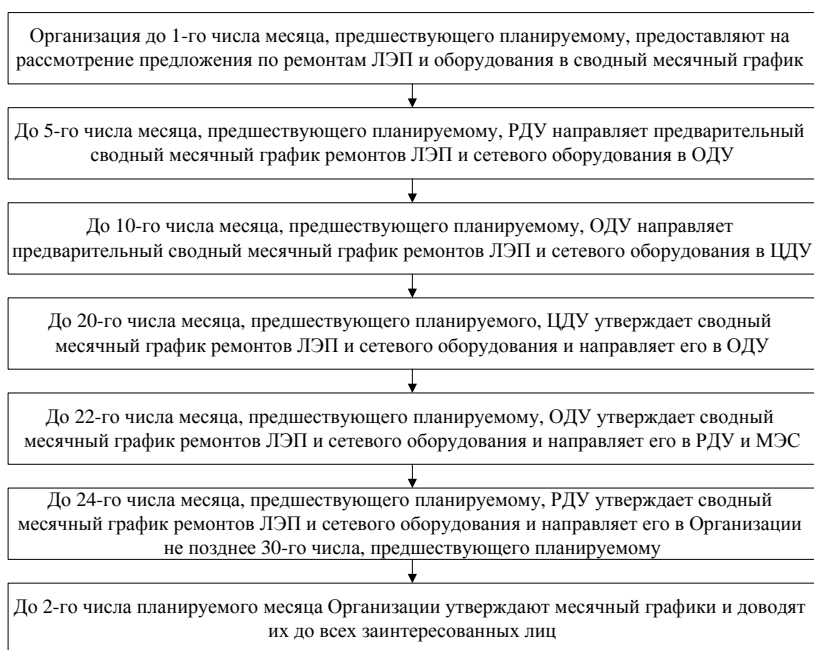 Организация до 1-го числа месяца, предшествующего планируемому, предоставляют на
рассмотрение предложения по ремонтам ЛЭП и оборудования в сводный месячный график
До 5-го числа месяца, предшествующего планируемому, РДУ направляет предварительный
сводный месячный график ремонтов ЛЭП и сетевого оборудования в ОДУ
До 10-го числа месяца, предшествующего планируемому, ОДУ направляет
предварительный сводный месячный график ремонтов ЛЭП и сетевого оборудования в ЦДУ
До 20-го числа месяца, предшествующего планируемого, ЦДУ утверждает сводный
месячный график ремонтов ЛЭП и сетевого оборудования и направляет его в ОДУ
До 22-го числа месяца, предшествующего планируемому, ОДУ утверждает сводный
месячный график ремонтов ЛЭП и сетевого оборудования и направляет его в РДУ и МЭС
До 24-го числа месяца, предшествующего планируемому, РДУ утверждает сводный
месячный график ремонтов ЛЭП и сетевого оборудования и направляет его в Организации
не позднее 30-го числа, предшествующего планируемому
До 2-го числа планируемого месяца Организации утверждают месячный графики и доводят
их до всех заинтересованных лиц